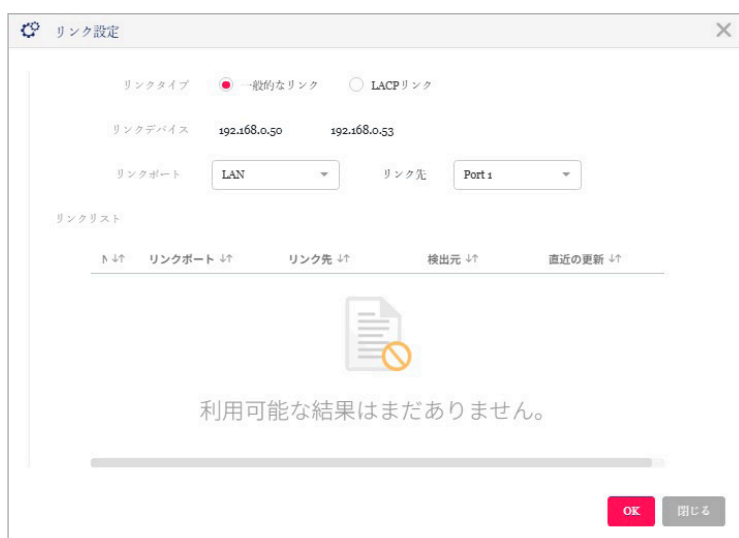 リンク設定
リンクタイプ 一般的なリンク LACPリンク
リンクデバイス 192.168.0.50 192.168.0.53
リンクポート LAN リンク先 Port 1
リンクリスト
リンクポート ↓↑ リンク先 ↓↑ 検出元 ↓↑ 直近の更新 ↓↑
利用可能な結果はまだありません。
OK 閉じる